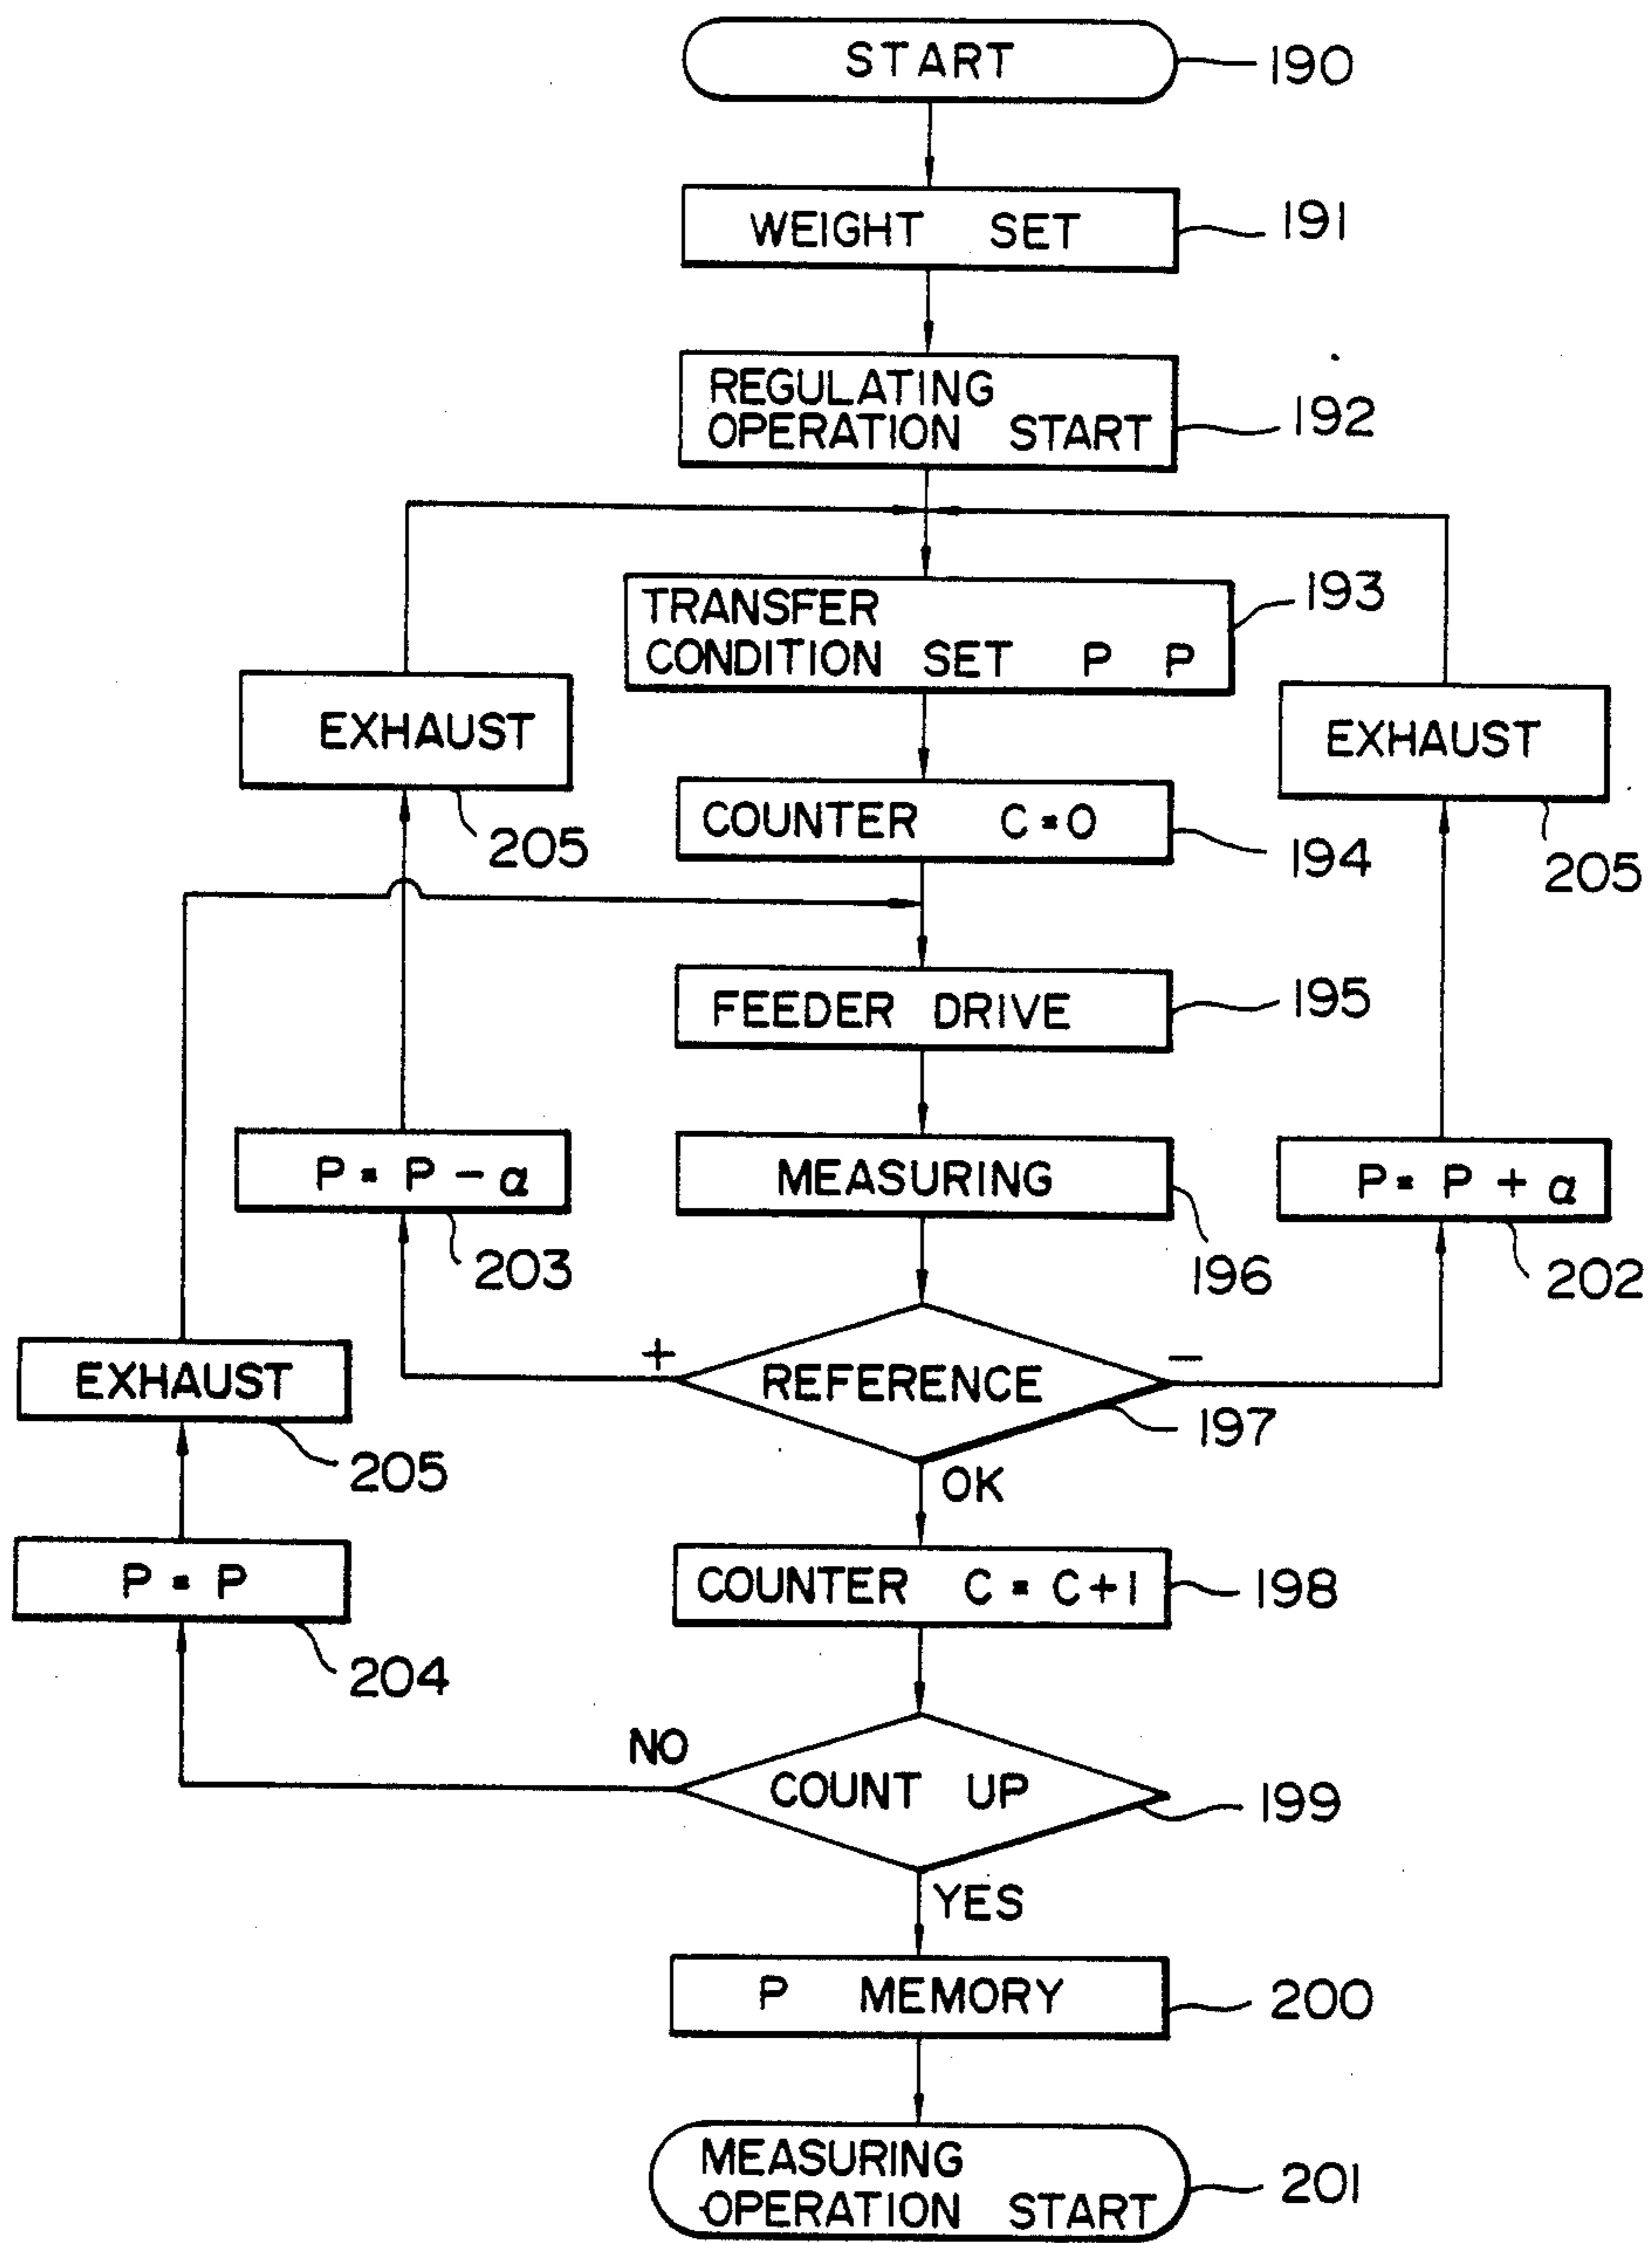 START
190
WEIGHT SET
191
REGULATING
OPERATION START
192
TRANSFER
CONDITION SET P P
193
EXHAUST
205
EXHAUST
205
COUNTER C=0
194
FEEDER DRIVE
195
P = P - α
203
MEASURING
196
P = P + α
202
+
REFERENCE
-
197
EXHAUST
205
OK
P = P
204
COUNTER C = C+1
198
NO
COUNT UP
199
YES
P MEMORY
200
MEASURING
OPERATION START
201